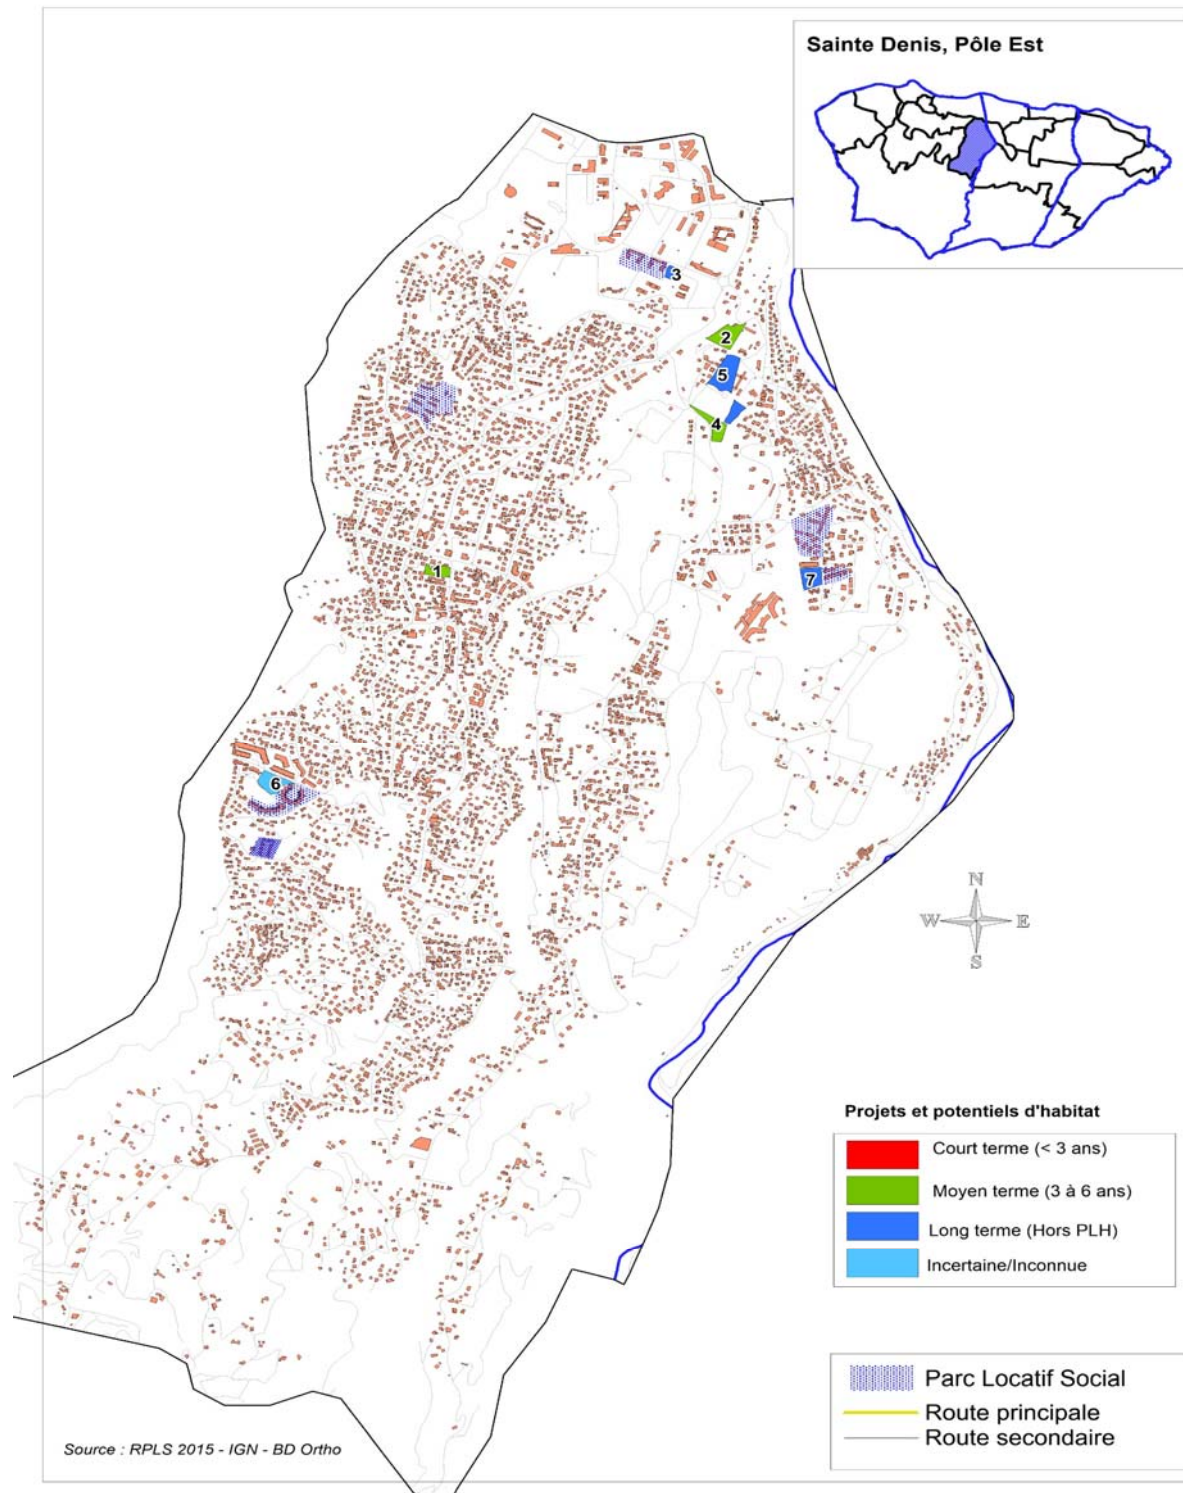 Sainte Denis, Pôle Est
3
2
5
4
1
7
6
N
W E
S
Projets et potentiels d'habitat
Court terme (< 3 ans)
Moyen terme (3 à 6 ans)
Long terme (Hors PLH)
Incertaine/Inconnue
Parc Locatif Social
Route principale
Route secondaire
Source : RPLS 2015 - IGN - BD Ortho